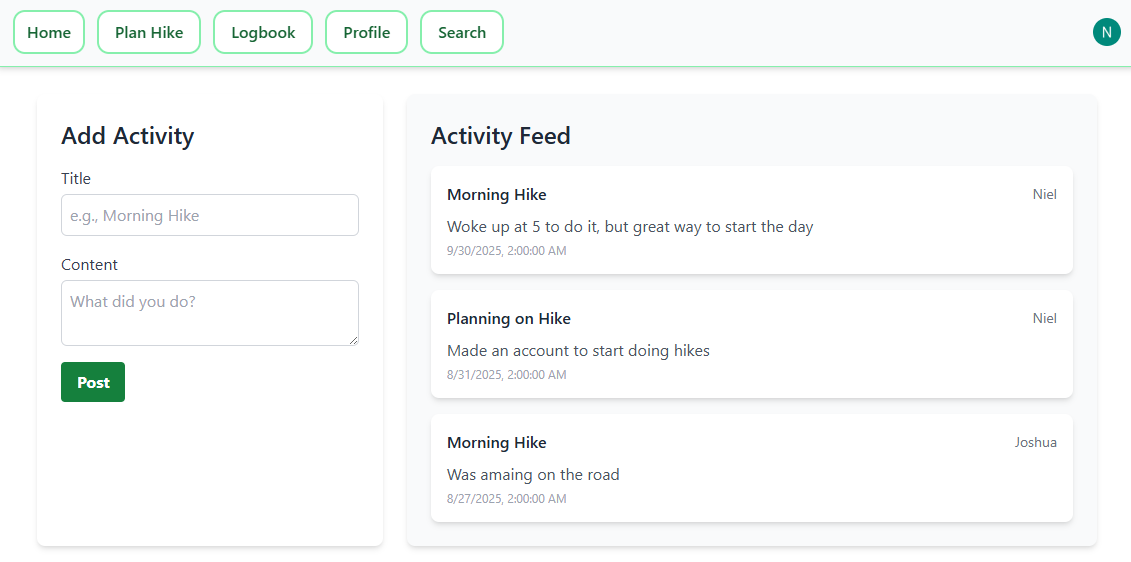 Home Plan Hike Logbook Profile Search N
Add Activity
Title
e.g., Morning Hike
Content
What did you do?
Post
Activity Feed
Morning Hike Niel
Woke up at 5 to do it, but great way to start the day
9/30/2025, 2:00:00 AM
Planning on Hike Niel
Made an account to start doing hikes
8/31/2025, 2:00:00 AM
Morning Hike Joshua
Was amaing on the road
8/27/2025, 2:00:00 AM